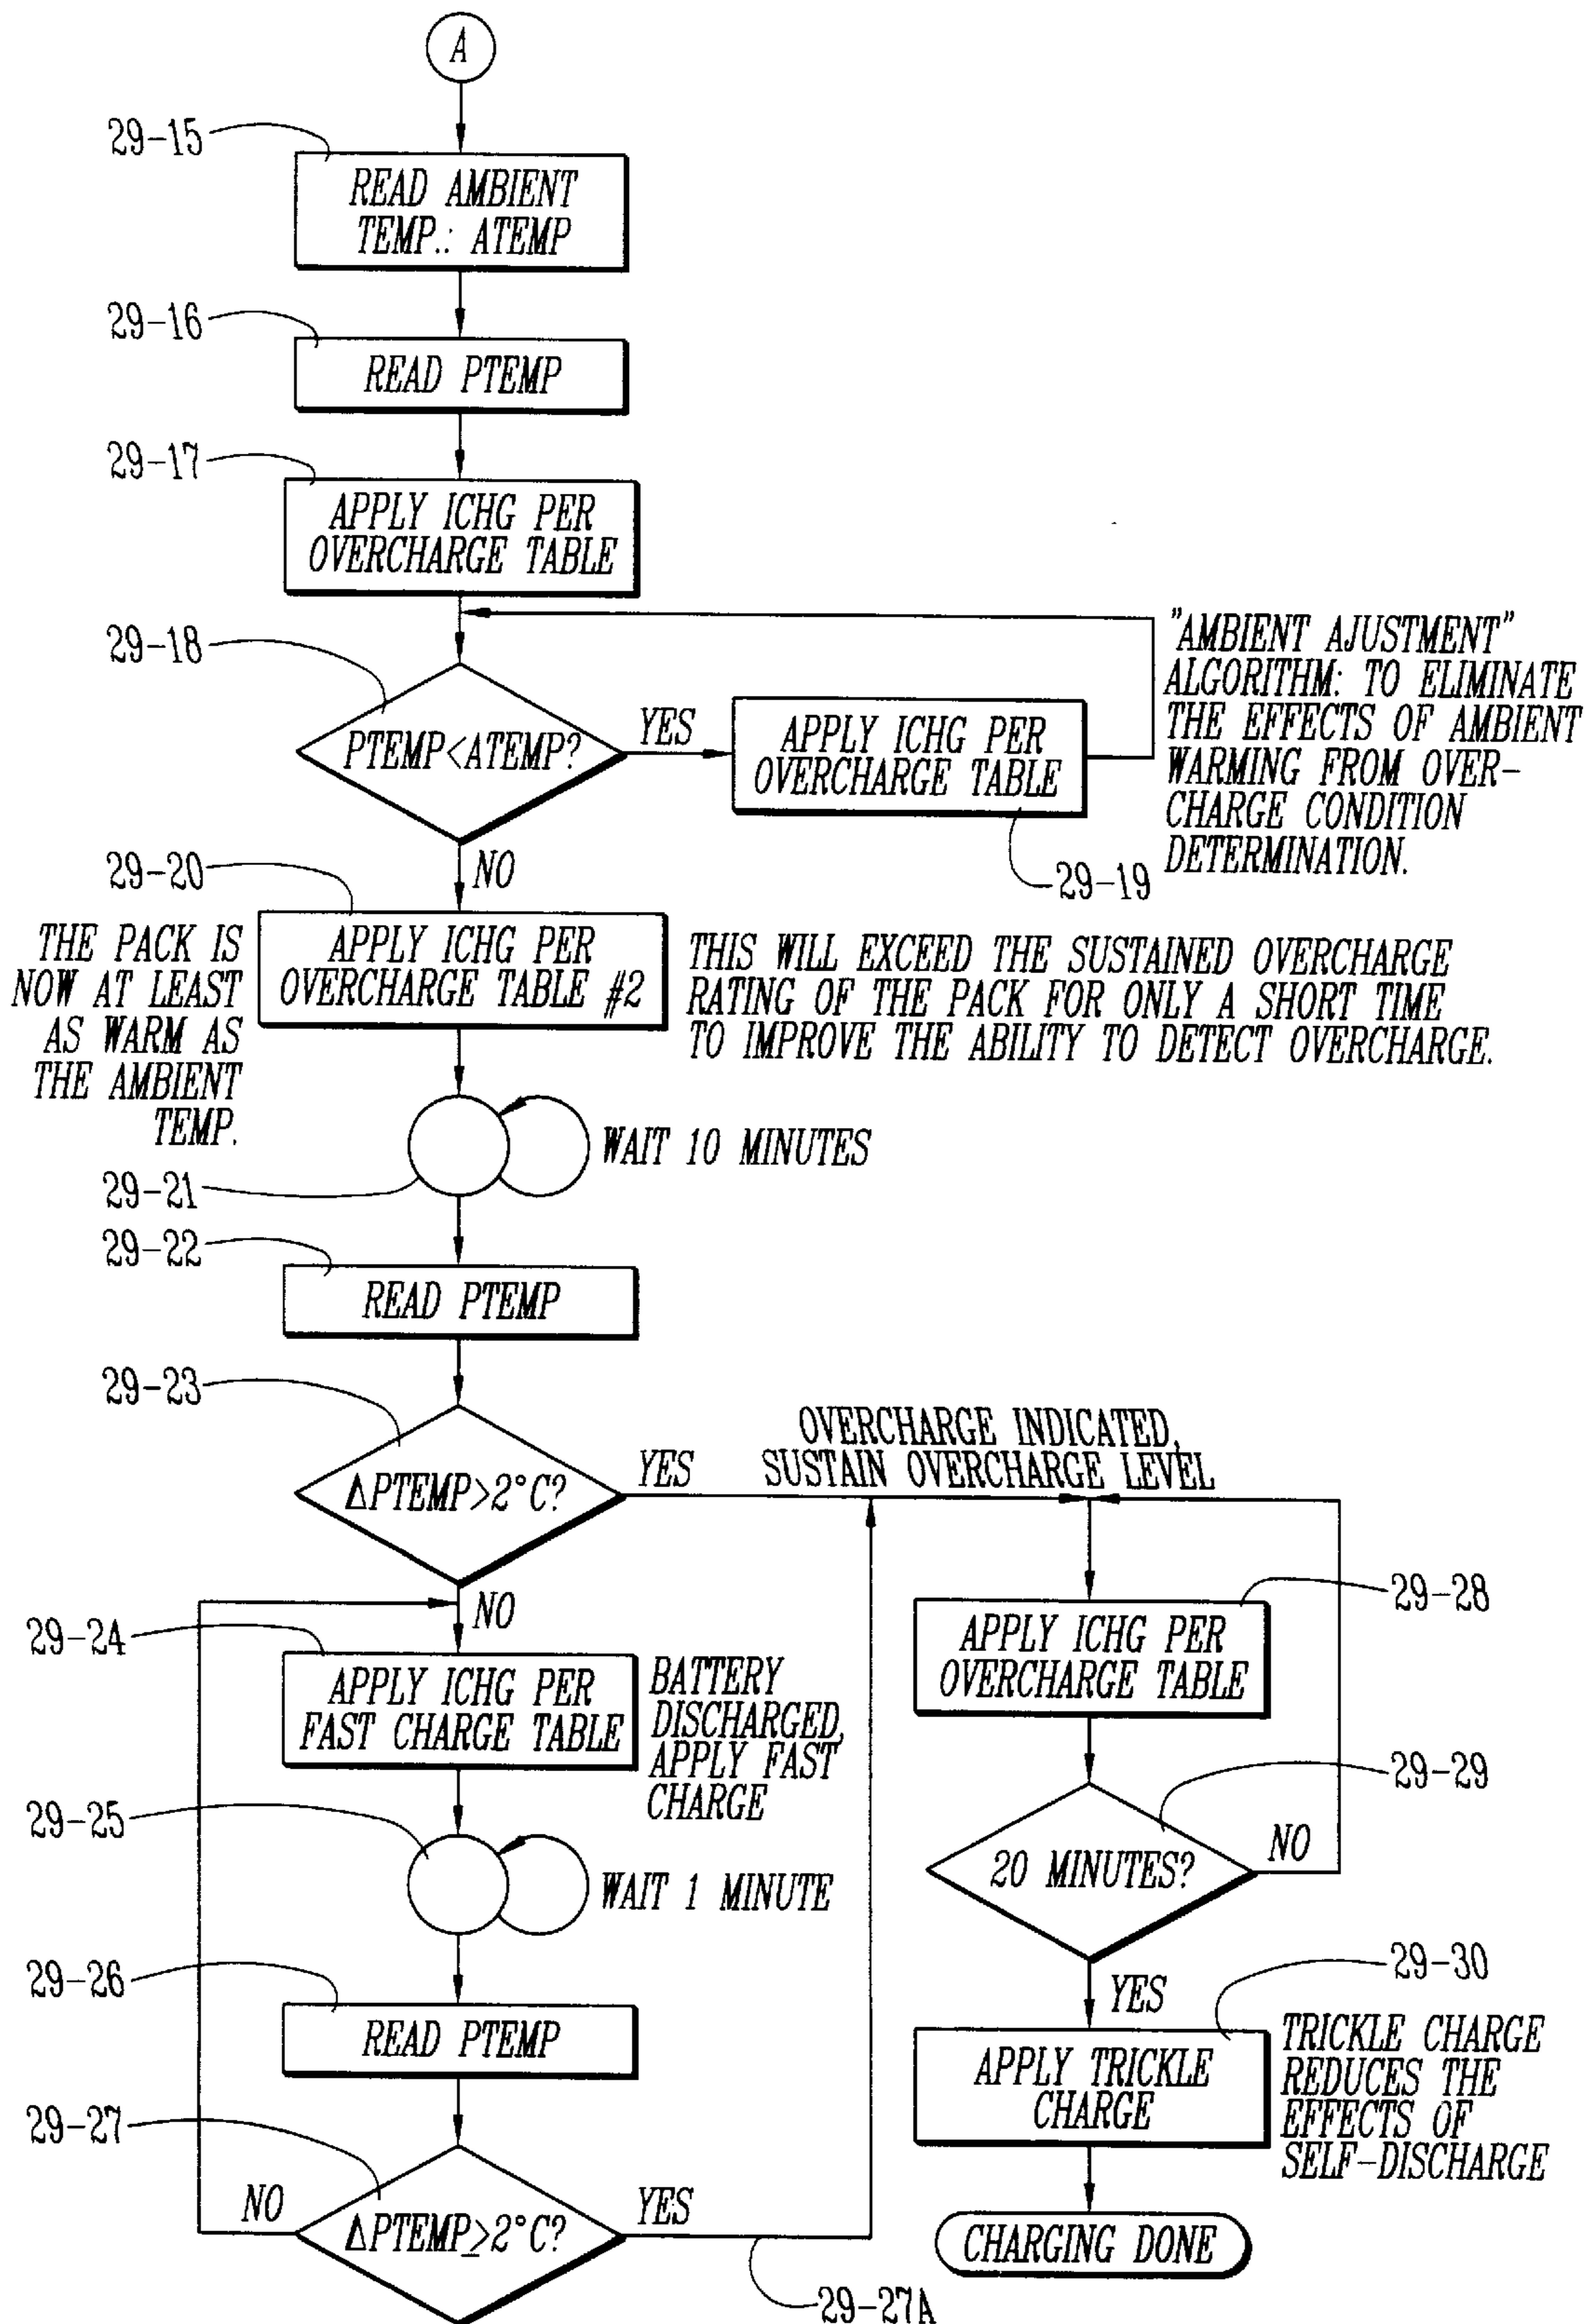 A
29-15
READ AMBIENT
TEMP.: ATEMP
29-16
READ PTEMP
29-17
APPLY ICHG PER
OVERCHARGE TABLE
29-18
PTEMP<ATEMP?
YES
APPLY ICHG PER
OVERCHARGE TABLE
29-19
"AMBIENT AJUSTMENT"
ALGORITHM: TO ELIMINATE
THE EFFECTS OF AMBIENT
WARMING FROM OVER-
CHARGE CONDITION
DETERMINATION.
NO
29-20
THE PACK IS
NOW AT LEAST
AS WARM AS
THE AMBIENT
TEMP.
APPLY ICHG PER
OVERCHARGE TABLE #2
THIS WILL EXCEED THE SUSTAINED OVERCHARGE
RATING OF THE PACK FOR ONLY A SHORT TIME
TO IMPROVE THE ABILITY TO DETECT OVERCHARGE.
WAIT 10 MINUTES
29-21
29-22
READ PTEMP
29-23
ΔPTEMP>2°C?
YES
OVERCHARGE INDICATED,
SUSTAIN OVERCHARGE LEVEL
NO
29-24
APPLY ICHG PER
FAST CHARGE TABLE
BATTERY
DISCHARGED,
APPLY FAST
CHARGE
29-25
WAIT 1 MINUTE
29-26
READ PTEMP
29-27
ΔPTEMP≥2°C?
NO
YES
29-27A
29-28
APPLY ICHG PER
OVERCHARGE TABLE
29-29
20 MINUTES?
NO
YES
29-30
APPLY TRICKLE
CHARGE
TRICKLE CHARGE
REDUCES THE
EFFECTS OF
SELF-DISCHARGE
CHARGING DONE